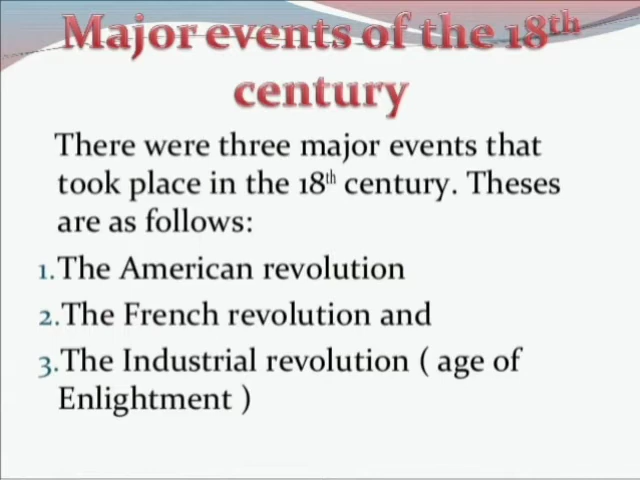 Major events of the 18th
century
There were three major events that
took place in the 18th century. Theses
are as follows:
1.The American revolution
2.The French revolution and
3.The Industrial revolution ( age of
Enlightment )